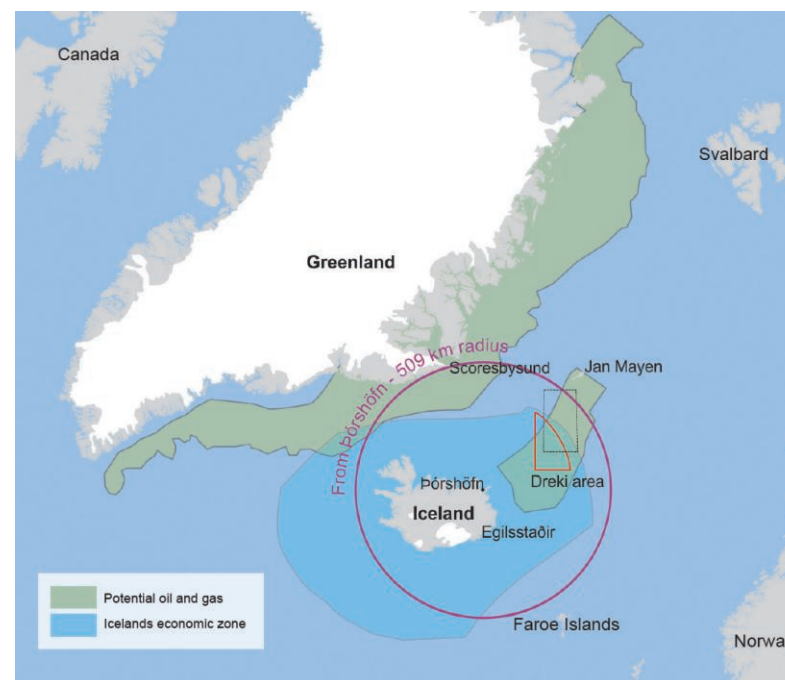 Canada
Svalbard
Greenland
From Þórshöfn - 509 km radius
Scoresbysund
Jan Mayen
Þórshöfn
Dreki area
Iceland
Egilsstaðir
Faroe Islands
Norwa
Potential oil and gas
Icelands economic zone